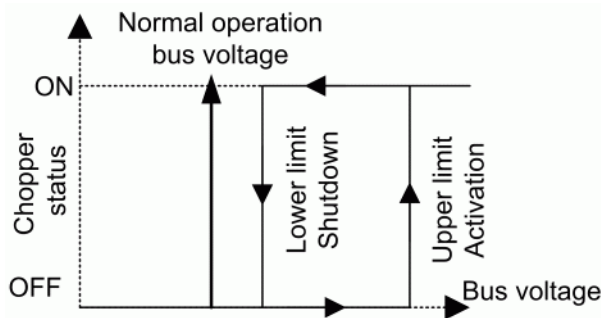 Normal operation
bus voltage
ON
Chopper
status
Lower limit
Shutdown
Upper limit
Activation
OFF
Bus voltage